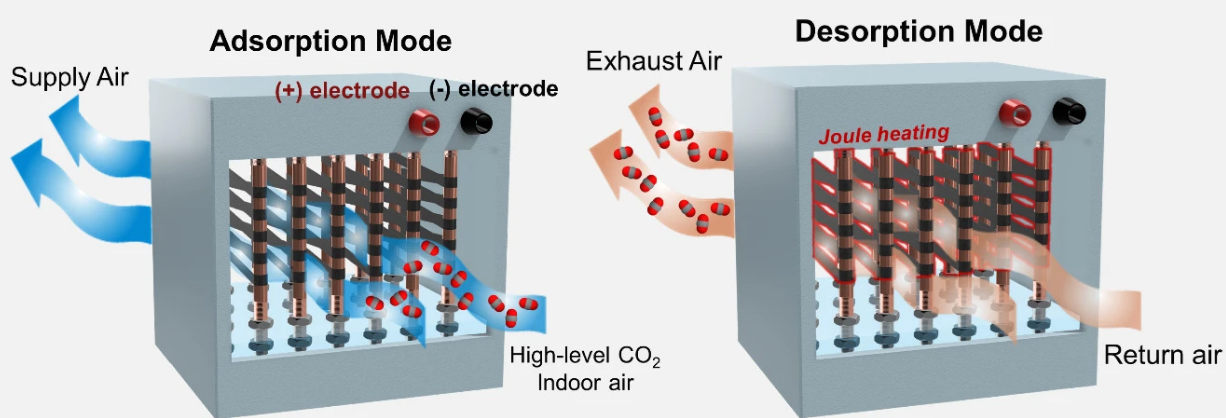 Adsorption Mode
Supply Air
(+) electrode (-) electrode
High-level CO₂
Indoor air
Desorption Mode
Exhaust Air
Joule heating
Return air